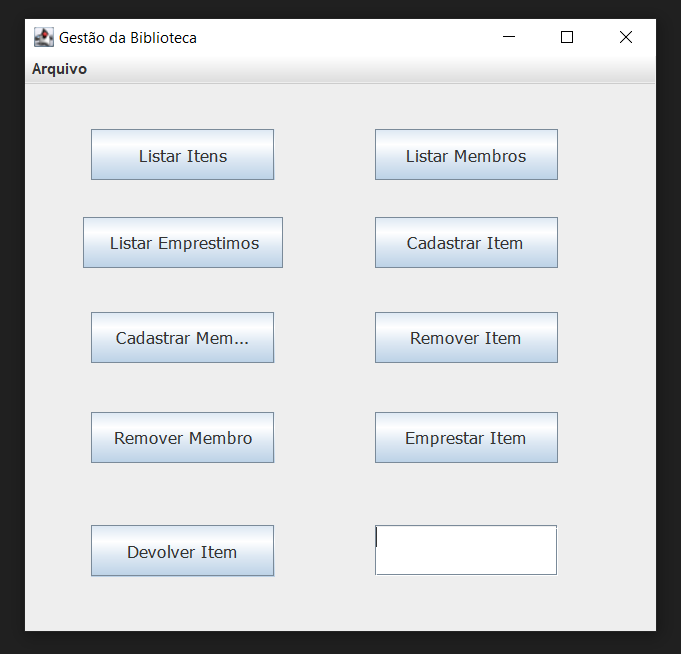 Gestão da Biblioteca
Arquivo
Listar Itens
Listar Membros
Listar Emprestimos
Cadastrar Item
Cadastrar Mem...
Remover Item
Remover Membro
Emprestar Item
Devolver Item